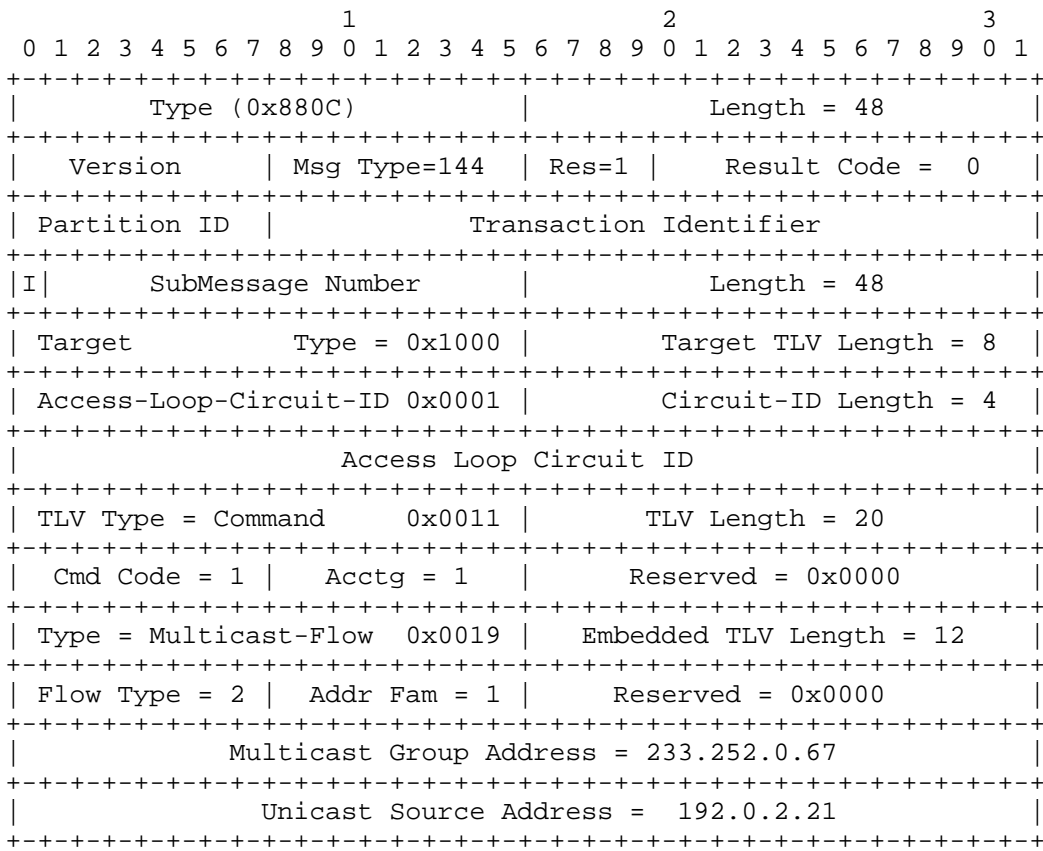 1                   2                   3
 0 1 2 3 4 5 6 7 8 9 0 1 2 3 4 5 6 7 8 9 0 1 2 3 4 5 6 7 8 9 0 1
+-+-+-+-+-+-+-+-+-+-+-+-+-+-+-+-+-+-+-+-+-+-+-+-+-+-+-+-+-+-+-+-+
|        Type (0x880C)          |           Length = 48         |
+-+-+-+-+-+-+-+-+-+-+-+-+-+-+-+-+-+-+-+-+-+-+-+-+-+-+-+-+-+-+-+-+
|   Version     | Msg Type=144  | Res=1 |    Result Code =  0   |
+-+-+-+-+-+-+-+-+-+-+-+-+-+-+-+-+-+-+-+-+-+-+-+-+-+-+-+-+-+-+-+-+
| Partition ID  |            Transaction Identifier             |
+-+-+-+-+-+-+-+-+-+-+-+-+-+-+-+-+-+-+-+-+-+-+-+-+-+-+-+-+-+-+-+-+
|I|      SubMessage Number      |           Length = 48         |
+-+-+-+-+-+-+-+-+-+-+-+-+-+-+-+-+-+-+-+-+-+-+-+-+-+-+-+-+-+-+-+-+
| Target          Type = 0x1000 |        Target TLV Length = 8  |
+-+-+-+-+-+-+-+-+-+-+-+-+-+-+-+-+-+-+-+-+-+-+-+-+-+-+-+-+-+-+-+-+
| Access-Loop-Circuit-ID 0x0001 |        Circuit-ID Length = 4  |
+-+-+-+-+-+-+-+-+-+-+-+-+-+-+-+-+-+-+-+-+-+-+-+-+-+-+-+-+-+-+-+-+
|                    Access Loop Circuit ID                     |
+-+-+-+-+-+-+-+-+-+-+-+-+-+-+-+-+-+-+-+-+-+-+-+-+-+-+-+-+-+-+-+-+
| TLV Type = Command     0x0011 |       TLV Length = 20         |
+-+-+-+-+-+-+-+-+-+-+-+-+-+-+-+-+-+-+-+-+-+-+-+-+-+-+-+-+-+-+-+-+
|  Cmd Code = 1 |   Acctg = 1   |      Reserved = 0x0000        |
+-+-+-+-+-+-+-+-+-+-+-+-+-+-+-+-+-+-+-+-+-+-+-+-+-+-+-+-+-+-+-+-+
| Type = Multicast-Flow  0x0019 |   Embedded TLV Length = 12    |
+-+-+-+-+-+-+-+-+-+-+-+-+-+-+-+-+-+-+-+-+-+-+-+-+-+-+-+-+-+-+-+-+
| Flow Type = 2 |  Addr Fam = 1 |     Reserved = 0x0000         |
+-+-+-+-+-+-+-+-+-+-+-+-+-+-+-+-+-+-+-+-+-+-+-+-+-+-+-+-+-+-+-+-+
|             Multicast Group Address = 233.252.0.67            |
+-+-+-+-+-+-+-+-+-+-+-+-+-+-+-+-+-+-+-+-+-+-+-+-+-+-+-+-+-+-+-+-+
|               Unicast Source Address =  192.0.2.21            |
+-+-+-+-+-+-+-+-+-+-+-+-+-+-+-+-+-+-+-+-+-+-+-+-+-+-+-+-+-+-+-+-+